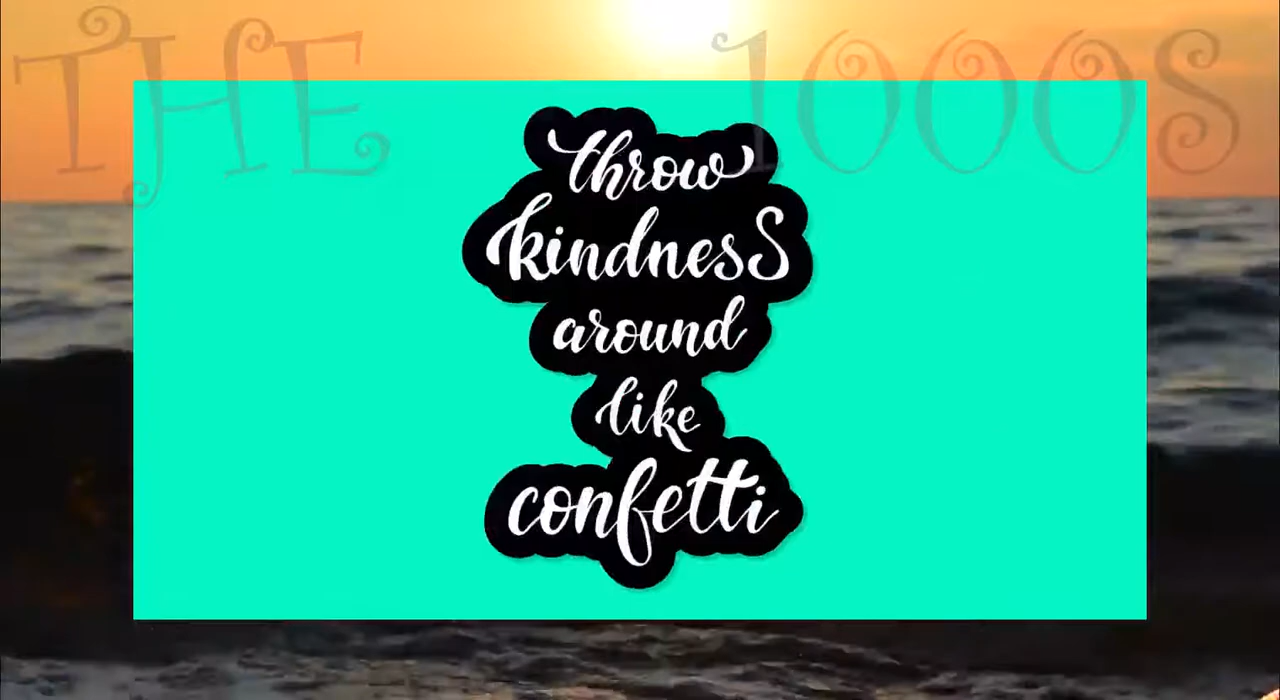 THE 1000S
throw
kindness
around
like
confetti